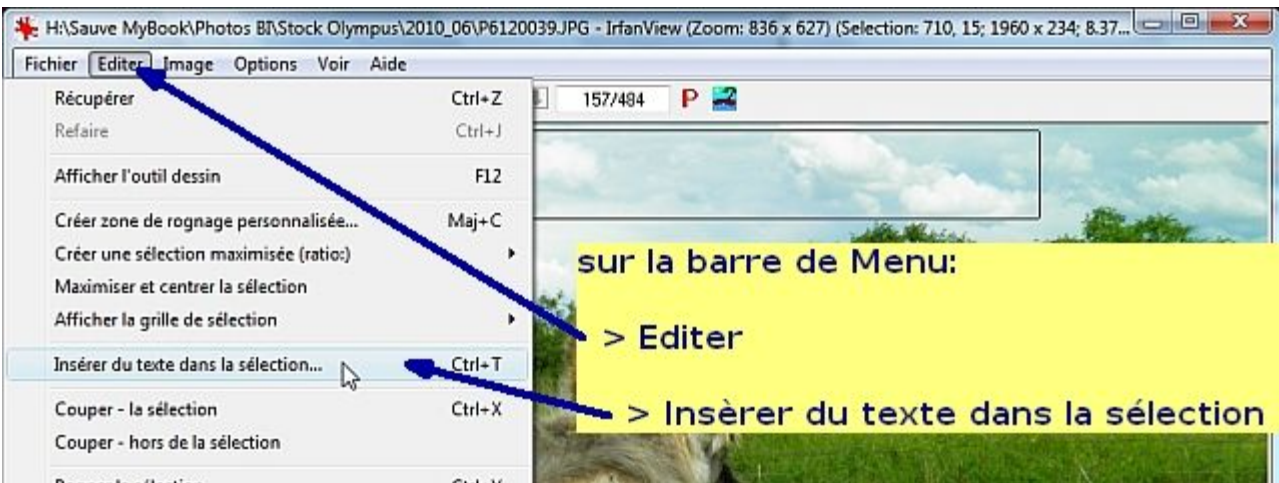 H:\Sauve MyBook\Photos BI\Stock Olympus\2010_06\P6120039.JPG - IrfanView (Zoom: 836 x 627) (Selection: 710, 15; 1960 x 234; 8.37...
Fichier Editer Image Options Voir Aide
157/484 P
Récupérer Ctrl+Z
Refaire Ctrl+J
Afficher l'outil dessin F12
Créer zone de rognage personnalisée... Maj+C
Créer une sélection maximisée (ratio:)
Maximiser et centrer la sélection
Afficher la grille de sélection
Insérer du texte dans la sélection... Ctrl+T
Couper - la sélection Ctrl+X
Couper - hors de la sélection
sur la barre de Menu:
> Editer
> Insèrer du texte dans la sélection